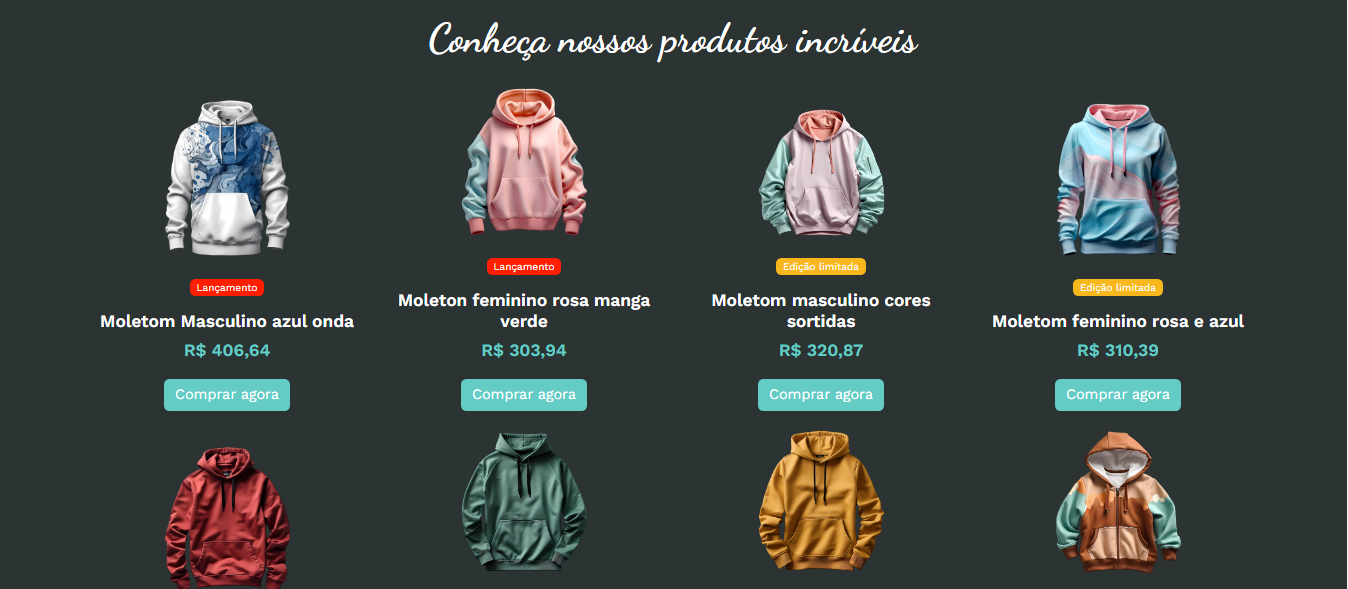 Conheça nossos produtos incríveis
Lançamento
Moletom Masculino azul onda
R$ 406,64
Comprar agora
Lançamento
Moleton feminino rosa manga
verde
R$ 303,94
Comprar agora
Edição limitada
Moletom masculino cores
sortidas
R$ 320,87
Comprar agora
Edição limitada
Moletom feminino rosa e azul
R$ 310,39
Comprar agora